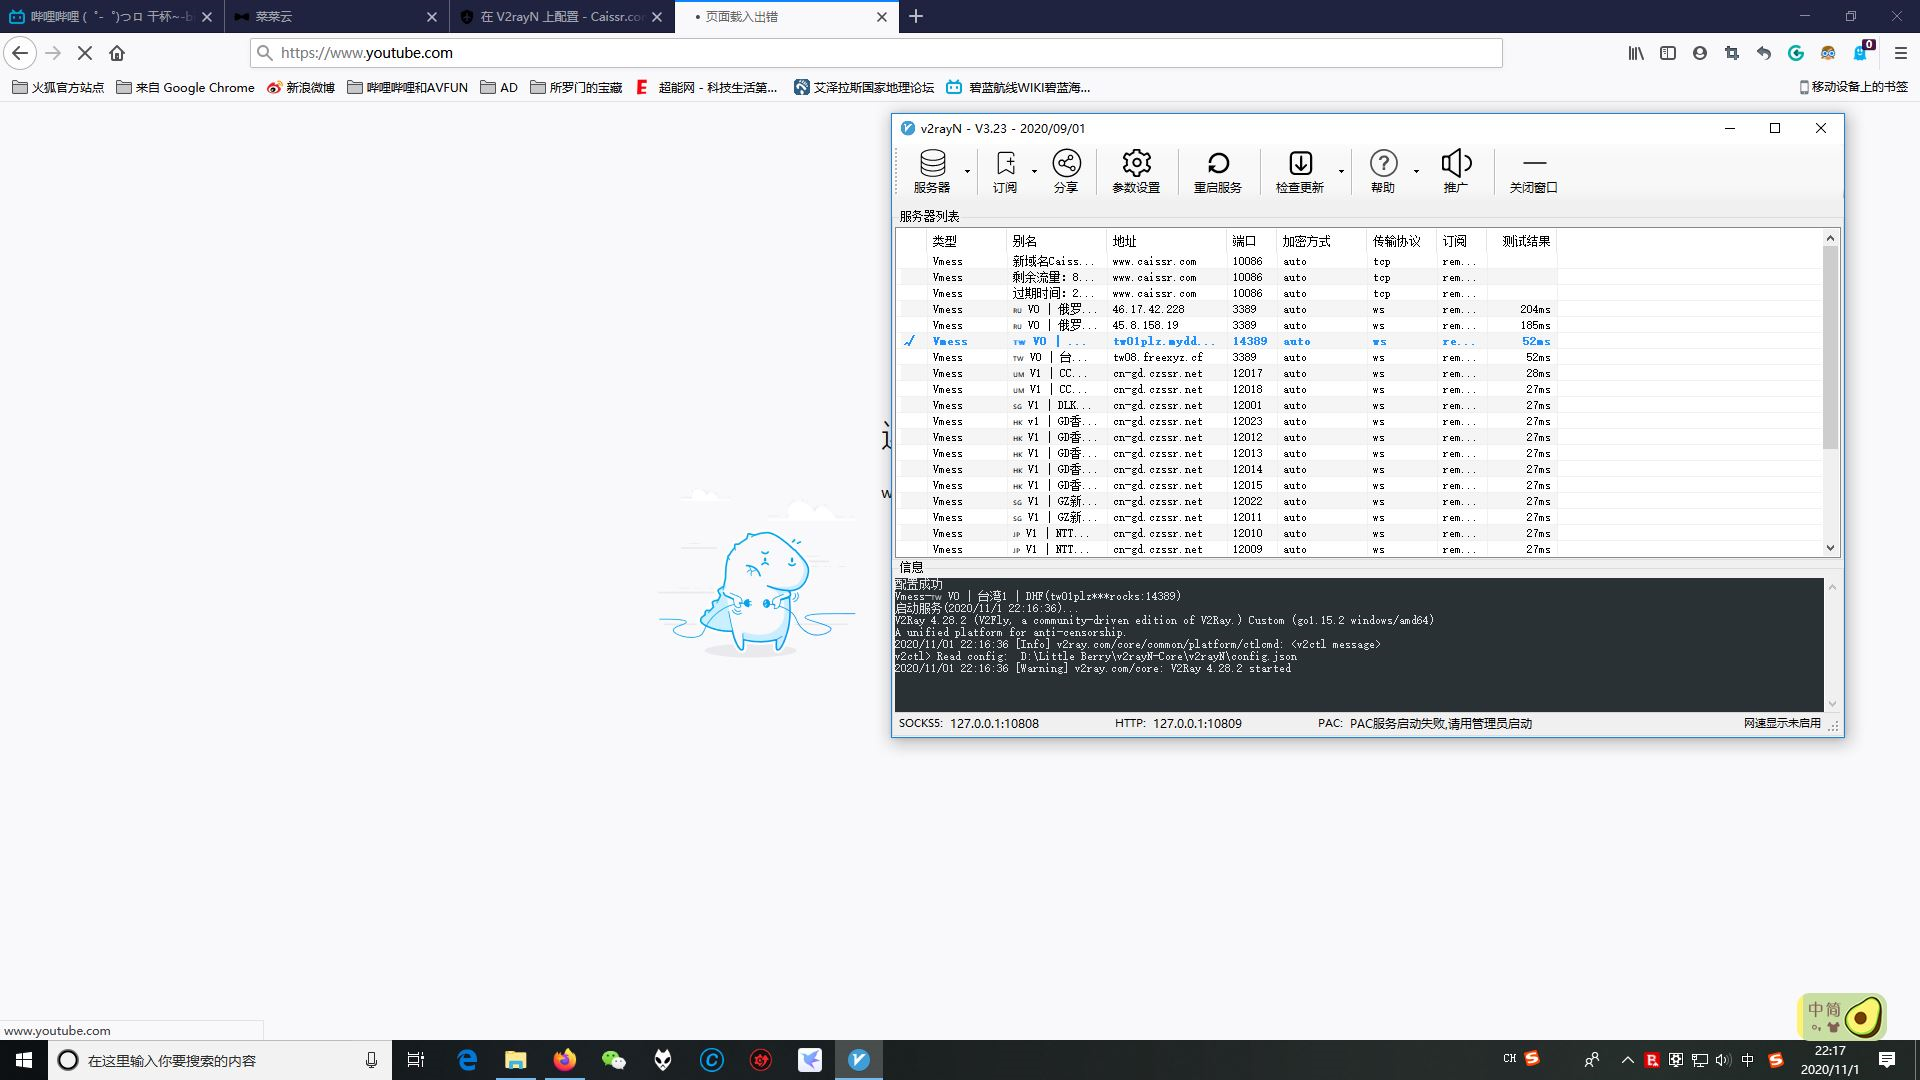 哔哩哔哩 ( ゜- ゜)つロ 干杯~-b
菜菜云
在 V2rayN 上配置 - Caissr.co
• 页面载入出错
https://www.youtube.com
0
火狐官方站点
来自 Google Chrome
新浪微博
哔哩哔哩和AVFUN
AD
所罗门的宝藏
超能网 - 科技生活第...
艾泽拉斯国家地理论坛
碧蓝航线WIKI碧蓝海...
移动设备上的书签
v2rayN - V3.23 - 2020/09/01
服务器
订阅
分享
参数设置
重启服务
检查更新
帮助
推广
关闭窗口
服务器列表
类型 别名 地址 端口 加密方式 传输协议 订阅 测试结果
Vmess 新域名Caiss... www.caissr.com 10086 auto tcp rem...
Vmess 剩余流量: 8... www.caissr.com 10086 auto tcp rem...
Vmess 过期时间: 2... www.caissr.com 10086 auto tcp rem...
Vmess RU V0 | 俄罗... 46.17.42.228 3389 auto ws rem... 204ms
Vmess RU V0 | 俄罗... 45.8.158.19 3389 auto ws rem... 185ms
Vmess TW V0 | ... tw01plz.mydd... 14389 auto ws re... 52ms
Vmess TW V0 | 台... tw08.freexyz.cf 3389 auto ws rem... 52ms
Vmess UM V1 | CC... cn-gd.czssr.net 12017 auto ws rem... 28ms
Vmess UM V1 | CC... cn-gd.czssr.net 12018 auto ws rem... 27ms
Vmess SG V1 | DLK... cn-gd.czssr.net 12001 auto ws rem... 27ms
Vmess HK v1 | GD香... cn-gd.czssr.net 12023 auto ws rem... 27ms
Vmess HK V1 | GD香... cn-gd.czssr.net 12012 auto ws rem... 27ms
Vmess HK V1 | GD香... cn-gd.czssr.net 12013 auto ws rem... 27ms
Vmess HK V1 | GD香... cn-gd.czssr.net 12014 auto ws rem... 27ms
Vmess HK V1 | GD香... cn-gd.czssr.net 12015 auto ws rem... 27ms
Vmess SG V1 | GZ新... cn-gd.czssr.net 12022 auto ws rem... 27ms
Vmess SG V1 | GZ新... cn-gd.czssr.net 12011 auto ws rem... 27ms
Vmess JP V1 | NTT... cn-gd.czssr.net 12010 auto ws rem... 27ms
Vmess JP V1 | NTT... cn-gd.czssr.net 12009 auto ws rem... 27ms
信息
配置成功
Vmess-TW V0 | 台湾1 | DHF(tw01plz***rocks:14389)
启动服务(2020/11/1 22:16:36)...
V2Ray 4.28.2 (V2Fly, a community-driven edition of V2Ray.) Custom (go1.15.2 windows/amd64)
A unified platform for anti-censorship.
2020/11/01 22:16:36 [Info] v2ray.com/core/common/platform/ctlcmd: <v2ctl message>
v2ctl> Read config:  D:\Little Berry\v2rayN-Core\v2rayN\config.json
2020/11/01 22:16:36 [Warning] v2ray.com/core: V2Ray 4.28.2 started
SOCKS5: 127.0.0.1:10808 HTTP: 127.0.0.1:10809 PAC: PAC服务启动失败,请用管理员启动 网速显示未启用
中简
www.youtube.com
在这里输入你要搜索的内容
CH
中
22:17
2020/11/1